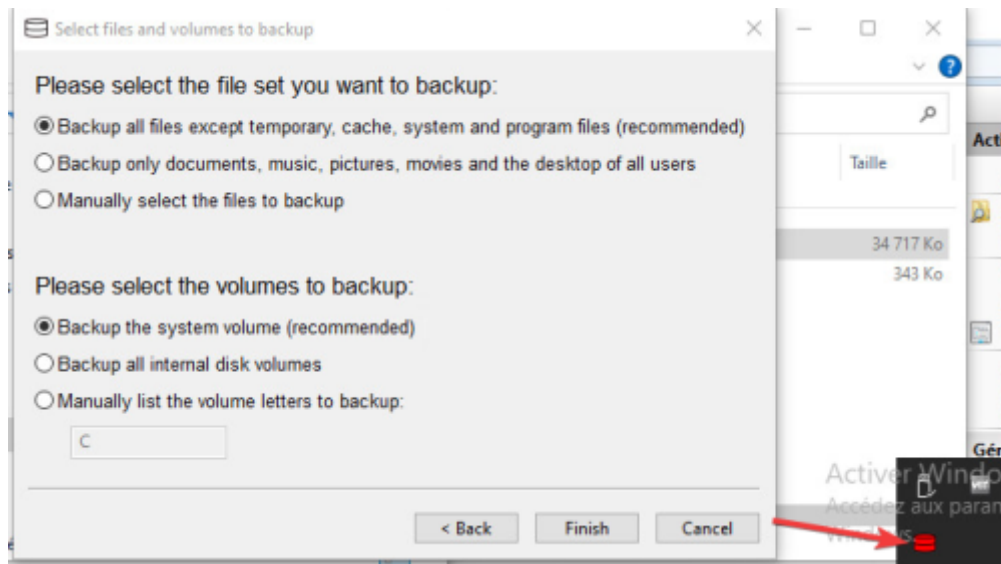 Select files and volumes to backup
Please select the file set you want to backup:
Backup all files except temporary, cache, system and program files (recommended)
Backup only documents, music, pictures, movies and the desktop of all users
Manually select the files to backup
Please select the volumes to backup:
Backup the system volume (recommended)
Backup all internal disk volumes
Manually list the volume letters to backup:
C
< Back
Finish
Cancel
?
Taille
34 717 Ko
343 Ko
Acti
Gér
Activer Windo
Accédez aux param
Windows.